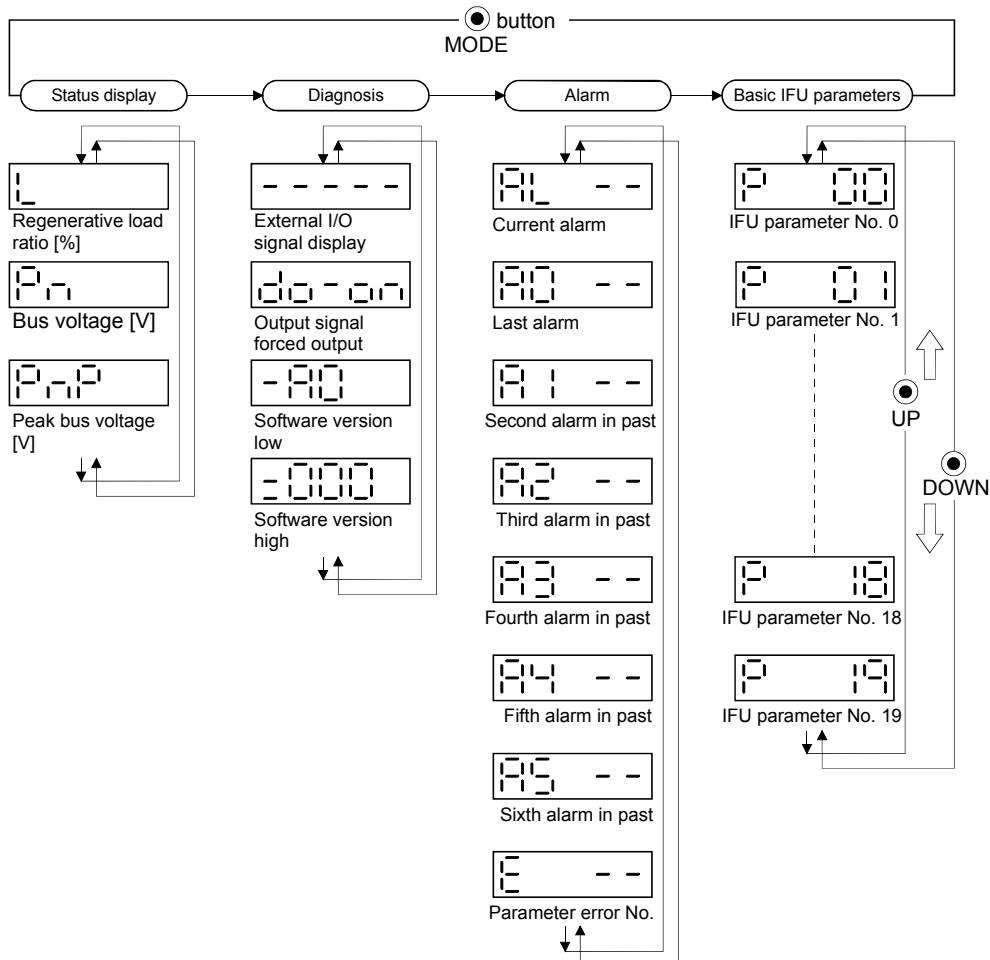 button
MODE
Status display
Diagnosis
Alarm
Basic IFU parameters
L
Regenerative load
ratio [%]
Pn
Bus voltage [V]
PnP
Peak bus voltage
[V]
- - - - -
External I/O
signal display
do-on
Output signal
forced output
-A0
Software version
low
-000
Software version
high
AL --
Current alarm
A0 --
Last alarm
A1 --
Second alarm in past
A2 --
Third alarm in past
A3 --
Fourth alarm in past
A4 --
Fifth alarm in past
A5 --
Sixth alarm in past
E --
Parameter error No.
P 00
IFU parameter No. 0
P 01
IFU parameter No. 1
P 18
IFU parameter No. 18
P 19
IFU parameter No. 19
UP
DOWN